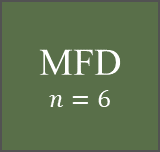 MFD
n = 6